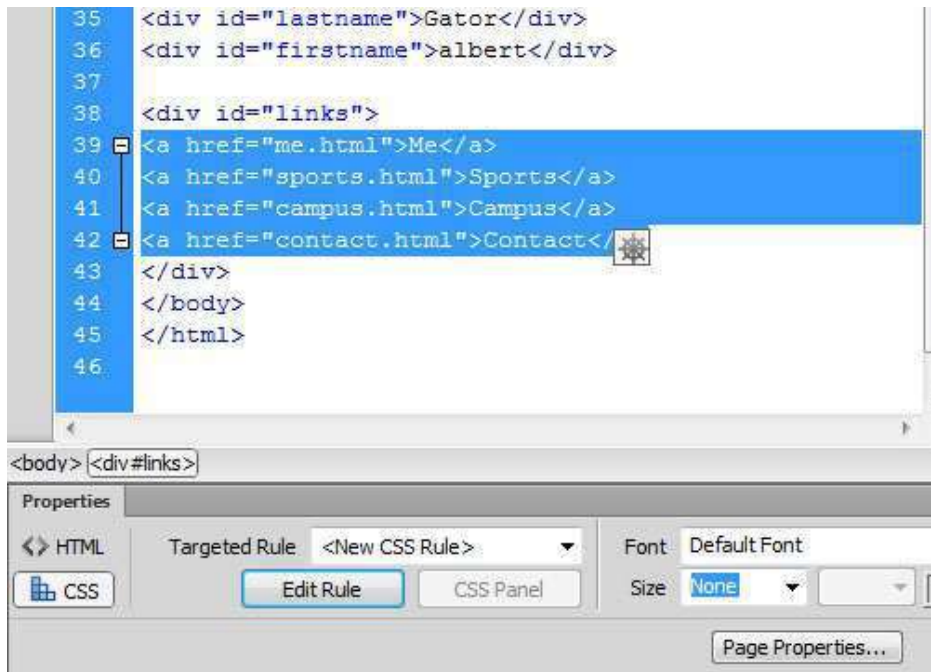 35 <div id="lastname">Gator</div>
36 <div id="firstname">albert</div>
37
38 <div id="links">
39 <a href="me.html">Me</a>
40 <a href="sports.html">Sports</a>
41 <a href="campus.html">Campus</a>
42 <a href="contact.html">Contact</
43 </div>
44 </body>
45 </html>
46
<body> <div#links>
Properties
<> HTML Targeted Rule <New CSS Rule> Font Default Font
CSS Edit Rule CSS Panel Size None
Page Properties...